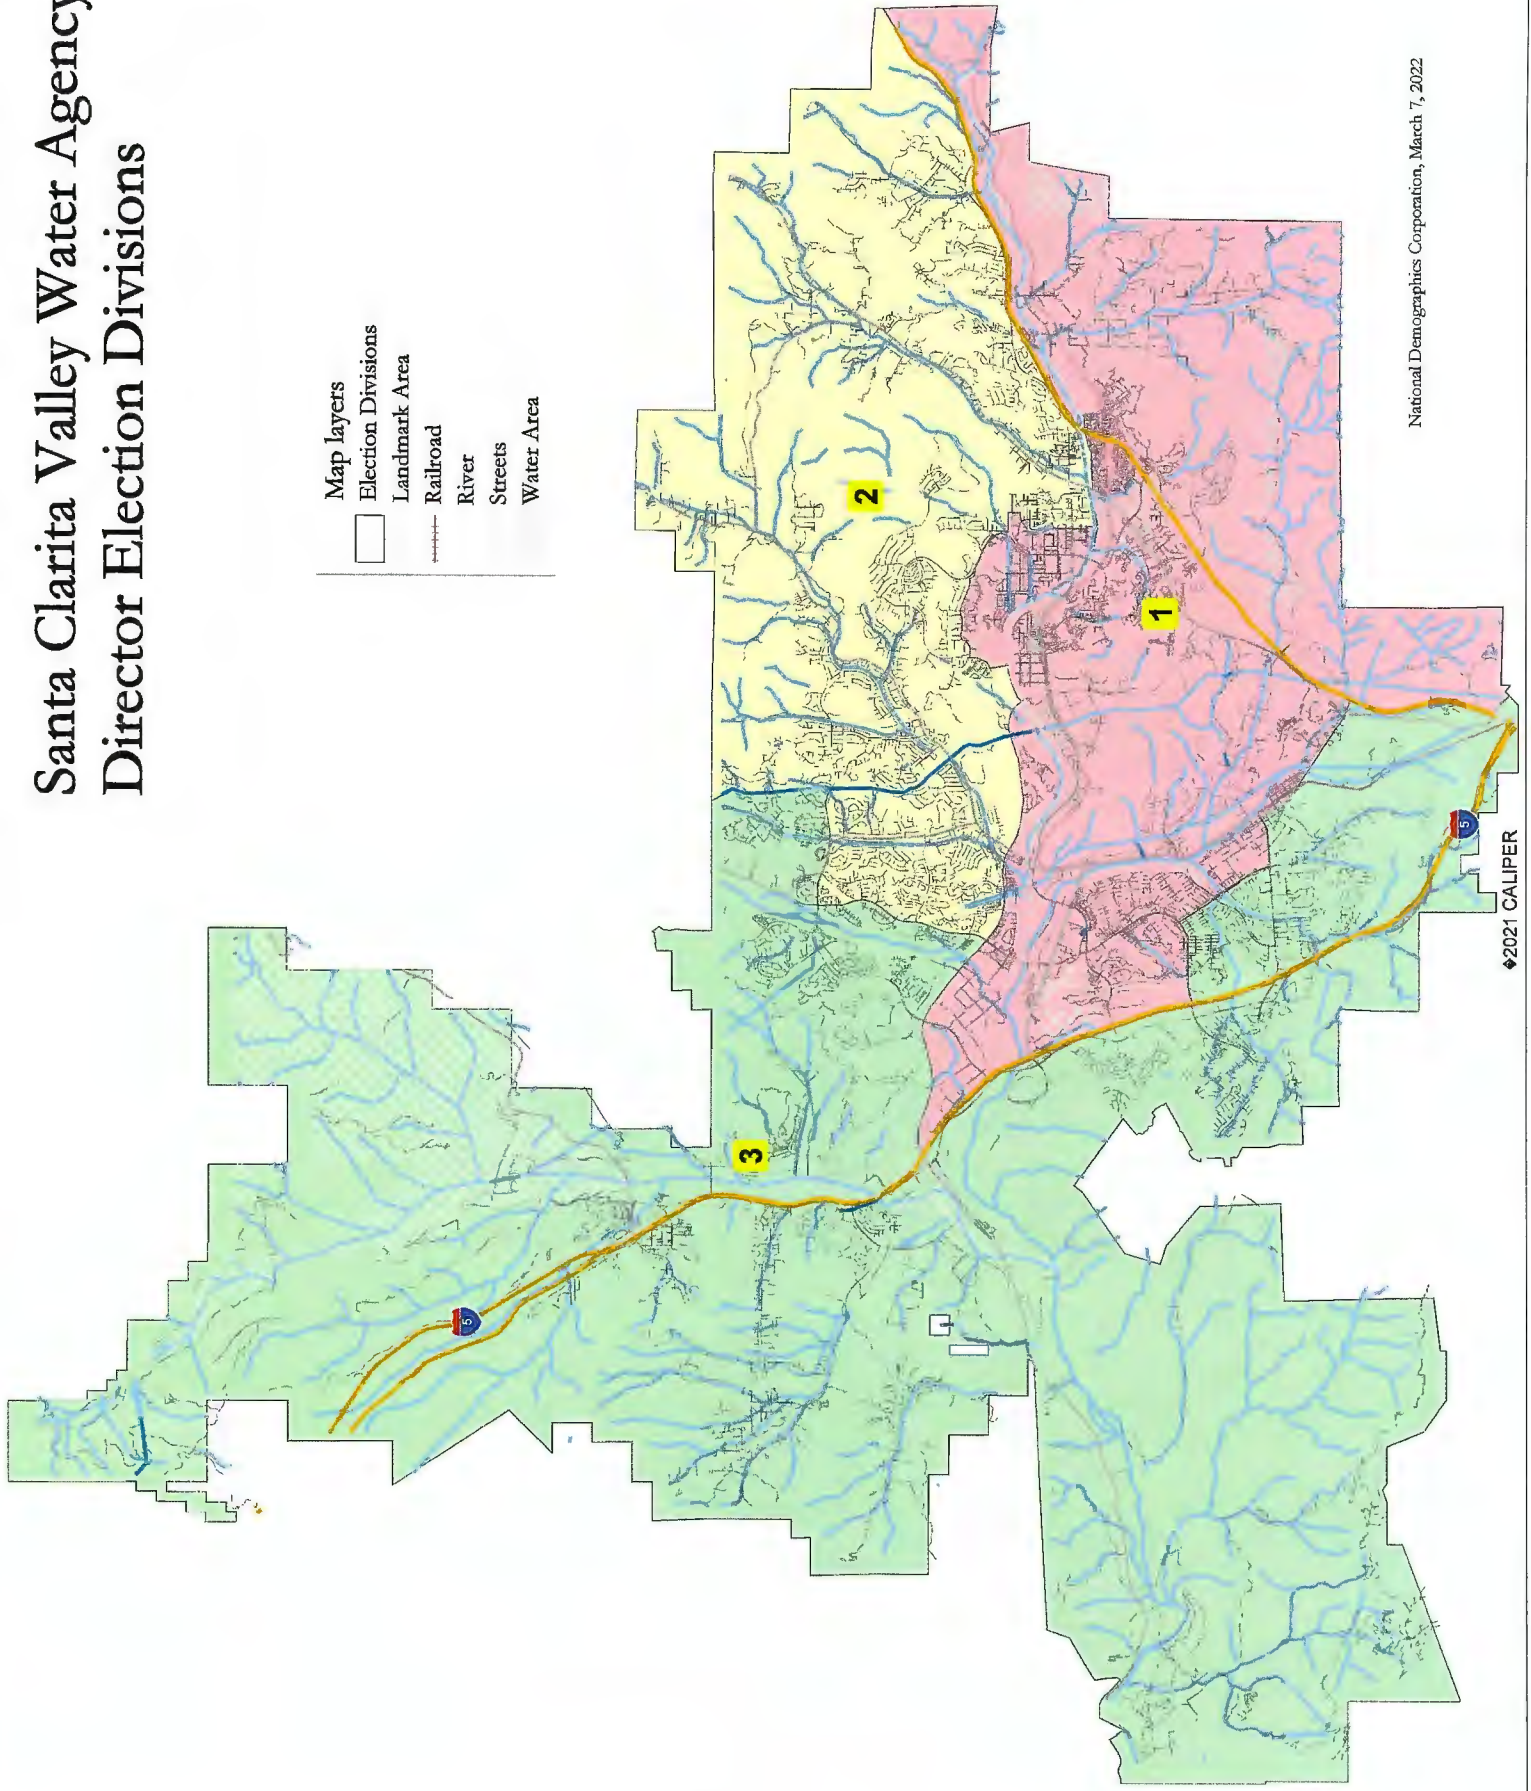 Santa Clarita Valley Water Agency
Director Election Divisions
Map layers
Election Divisions
Landmark Area
Railroad
River
Streets
Water Area
2
1
3
5
5
National Demographics Corporation, March 7, 2022
�2021 CALIPER